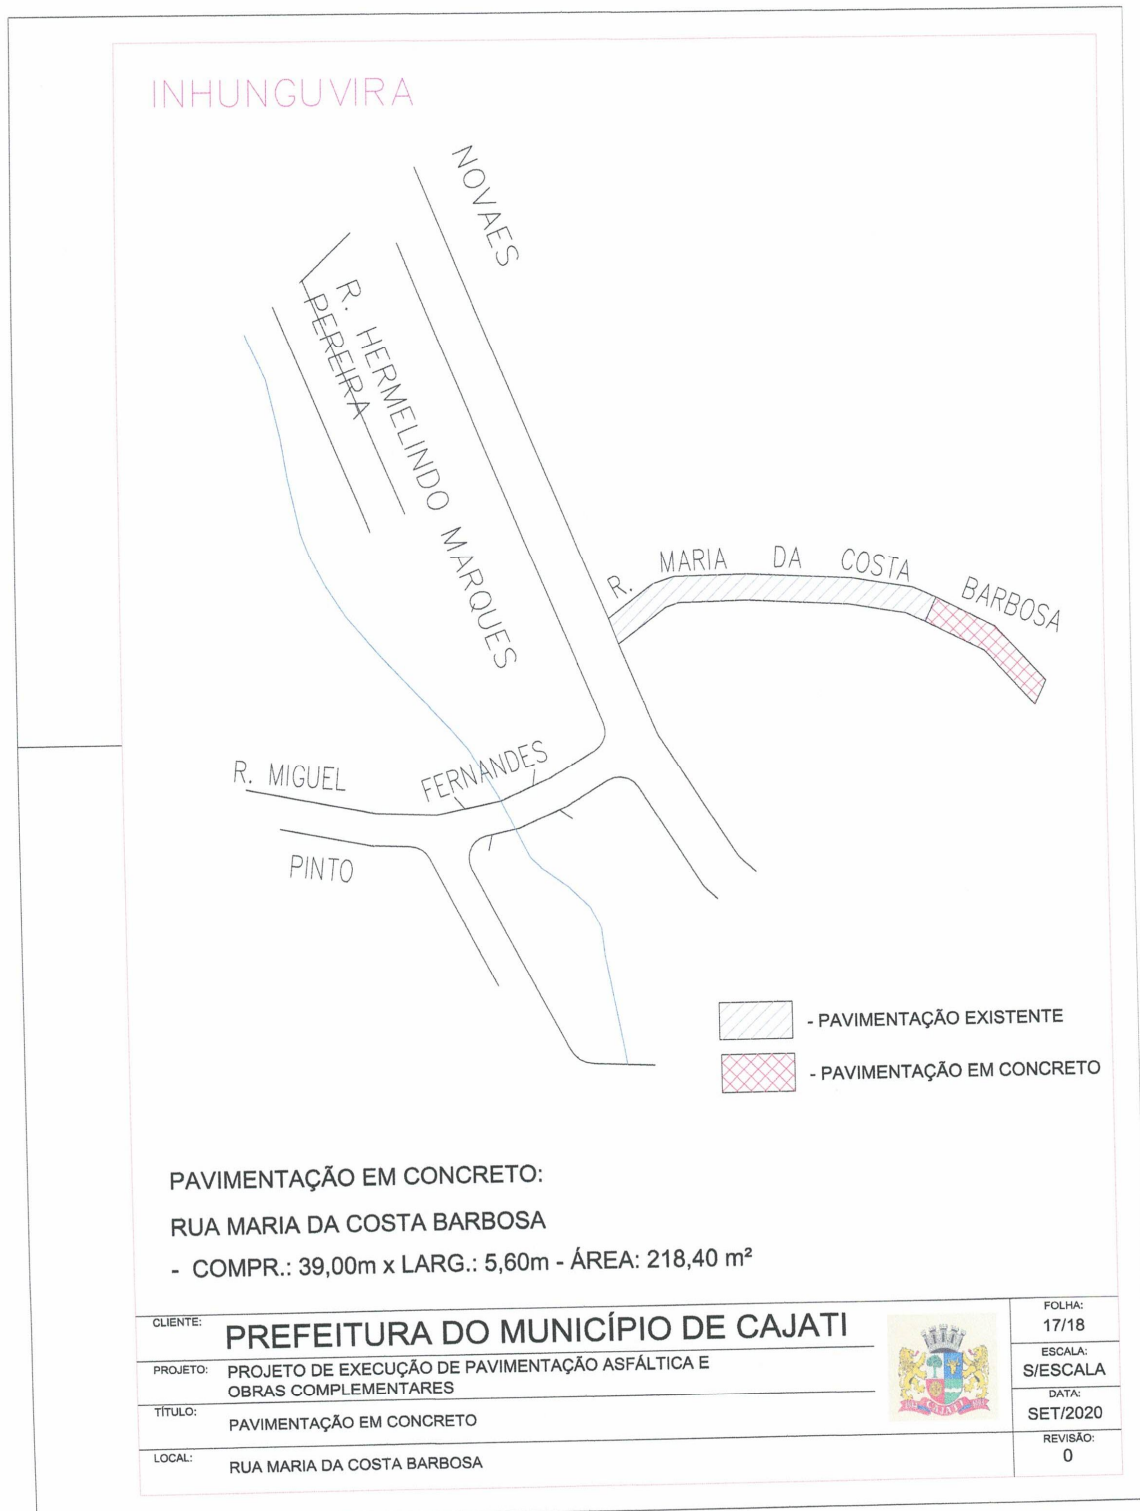 INHUNGUVIRA
NOVAES
R. HERMELINDO MARQUES
PEREIRA
R. MARIA DA COSTA BARBOSA
R. MIGUEL
FERNANDES
PINTO
- PAVIMENTAÇÃO EXISTENTE
- PAVIMENTAÇÃO EM CONCRETO
PAVIMENTAÇÃO EM CONCRETO:
RUA MARIA DA COSTA BARBOSA
- COMPR.: 39,00m x LARG.: 5,60m - ÁREA: 218,40 m²
CLIENTE:
PREFEITURA DO MUNICÍPIO DE CAJATI
PROJETO:
PROJETO DE EXECUÇÃO DE PAVIMENTAÇÃO ASFÁLTICA E
OBRAS COMPLEMENTARES
TÍTULO:
PAVIMENTAÇÃO EM CONCRETO
LOCAL:
RUA MARIA DA COSTA BARBOSA
CAJATI
FOLHA:
17/18
ESCALA:
S/ESCALA
DATA:
SET/2020
REVISÃO:
0